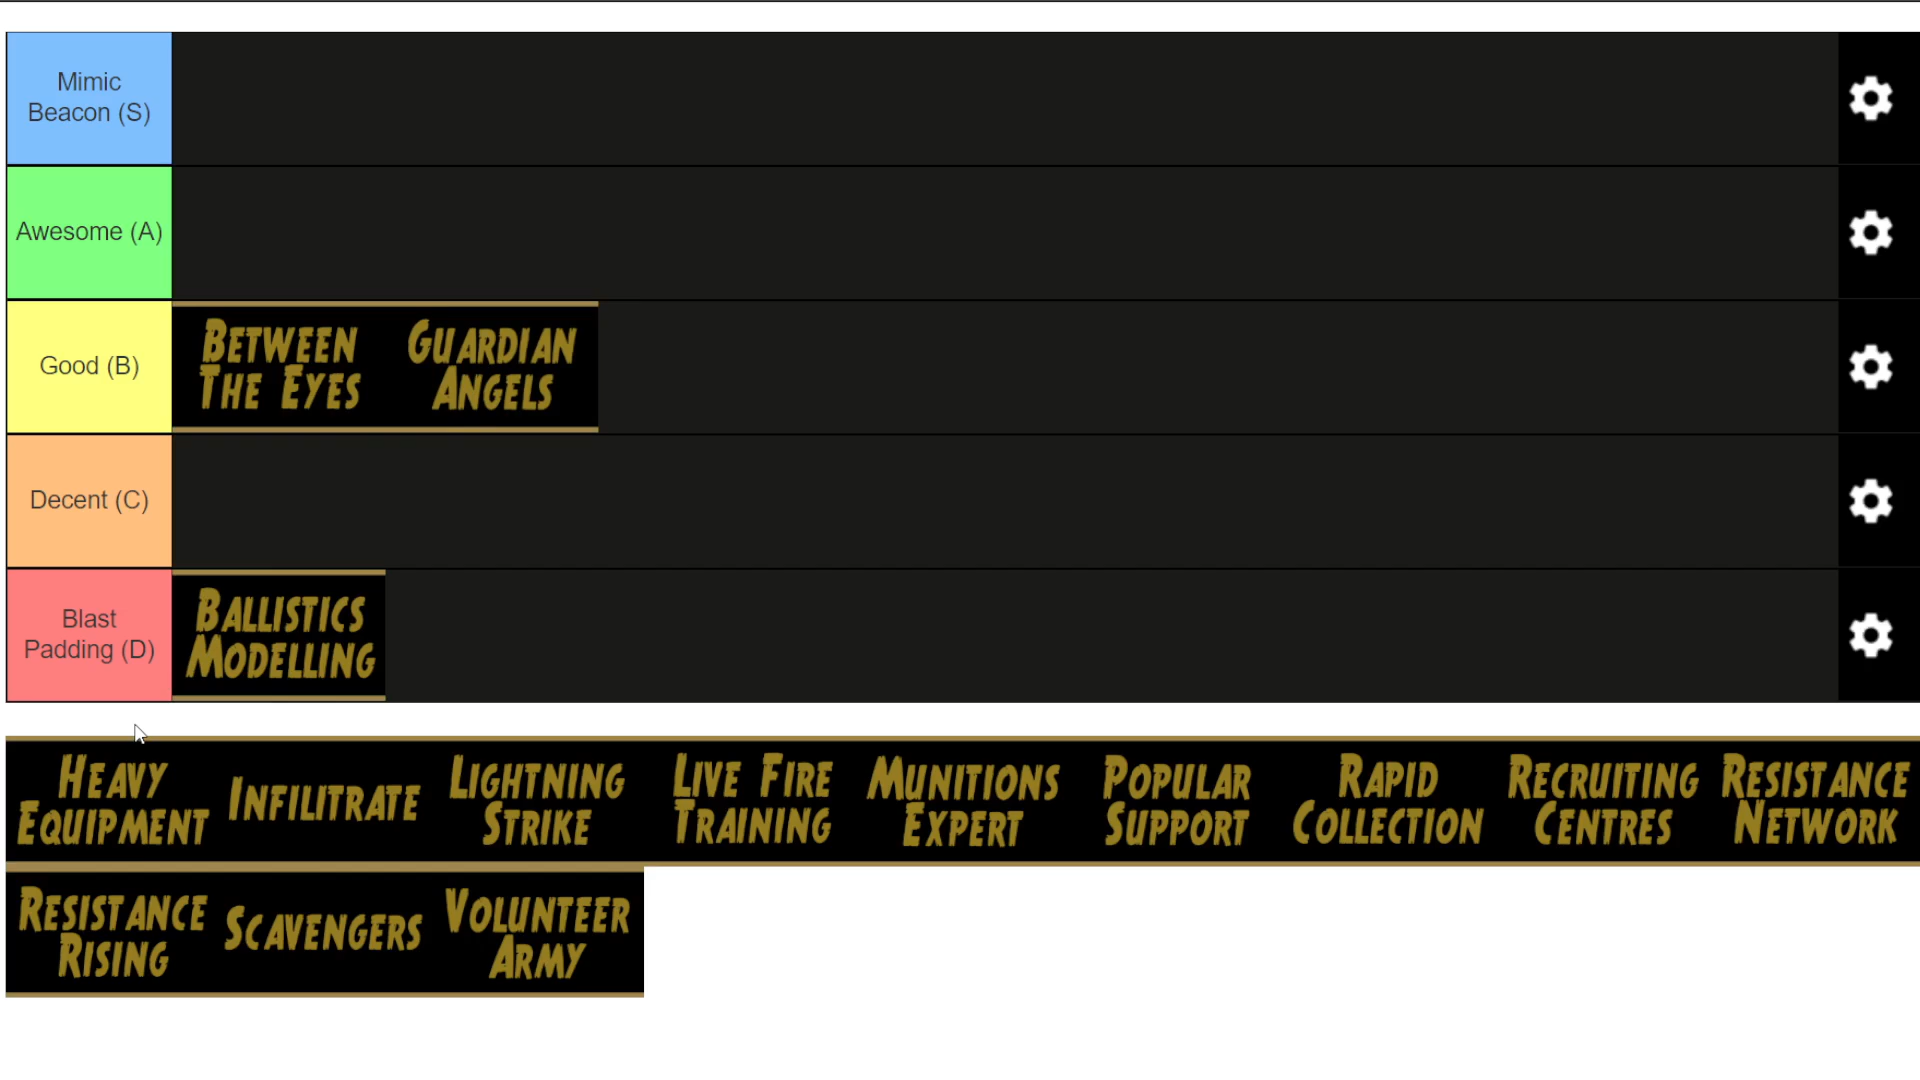 Mimic
Beacon (S)
Awesome (A)
Good (B)
BETWEEN
THE EYES
GUARDIAN
ANGELS
Decent (C)
Blast
Padding (D)
BALLISTICS
MODELLING
HEAVY
EQUIPMENT
INFILITRATE
LIGHTNING
STRIKE
LIVE FIRE
TRAINING
MUNITIONS
EXPERT
POPULAR
SUPPORT
RAPID
COLLECTION
RECRUITING
CENTRES
RESISTANCE
NETWORK
RESISTANCE
RISING
SCAVENGERS
VOLUNTEER
ARMY